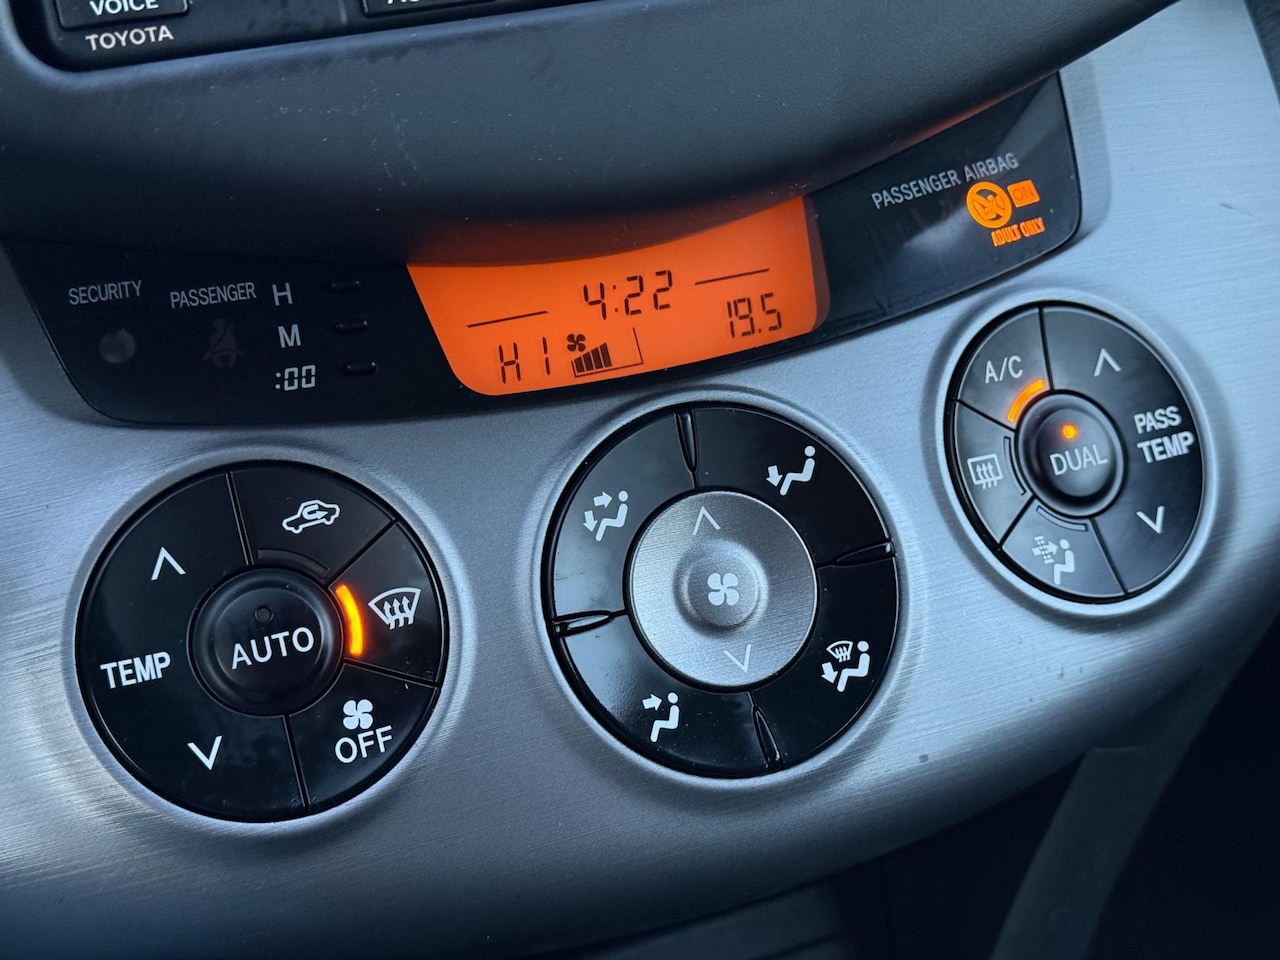 VOICE
TOYOTA
PASSENGER AIRBAG
ON
ADULT ONLY
SECURITY
PASSENGER
H
M
:00
4:22
HI
19.5
A/C
PASS
TEMP
DUAL
AUTO
TEMP
OFF